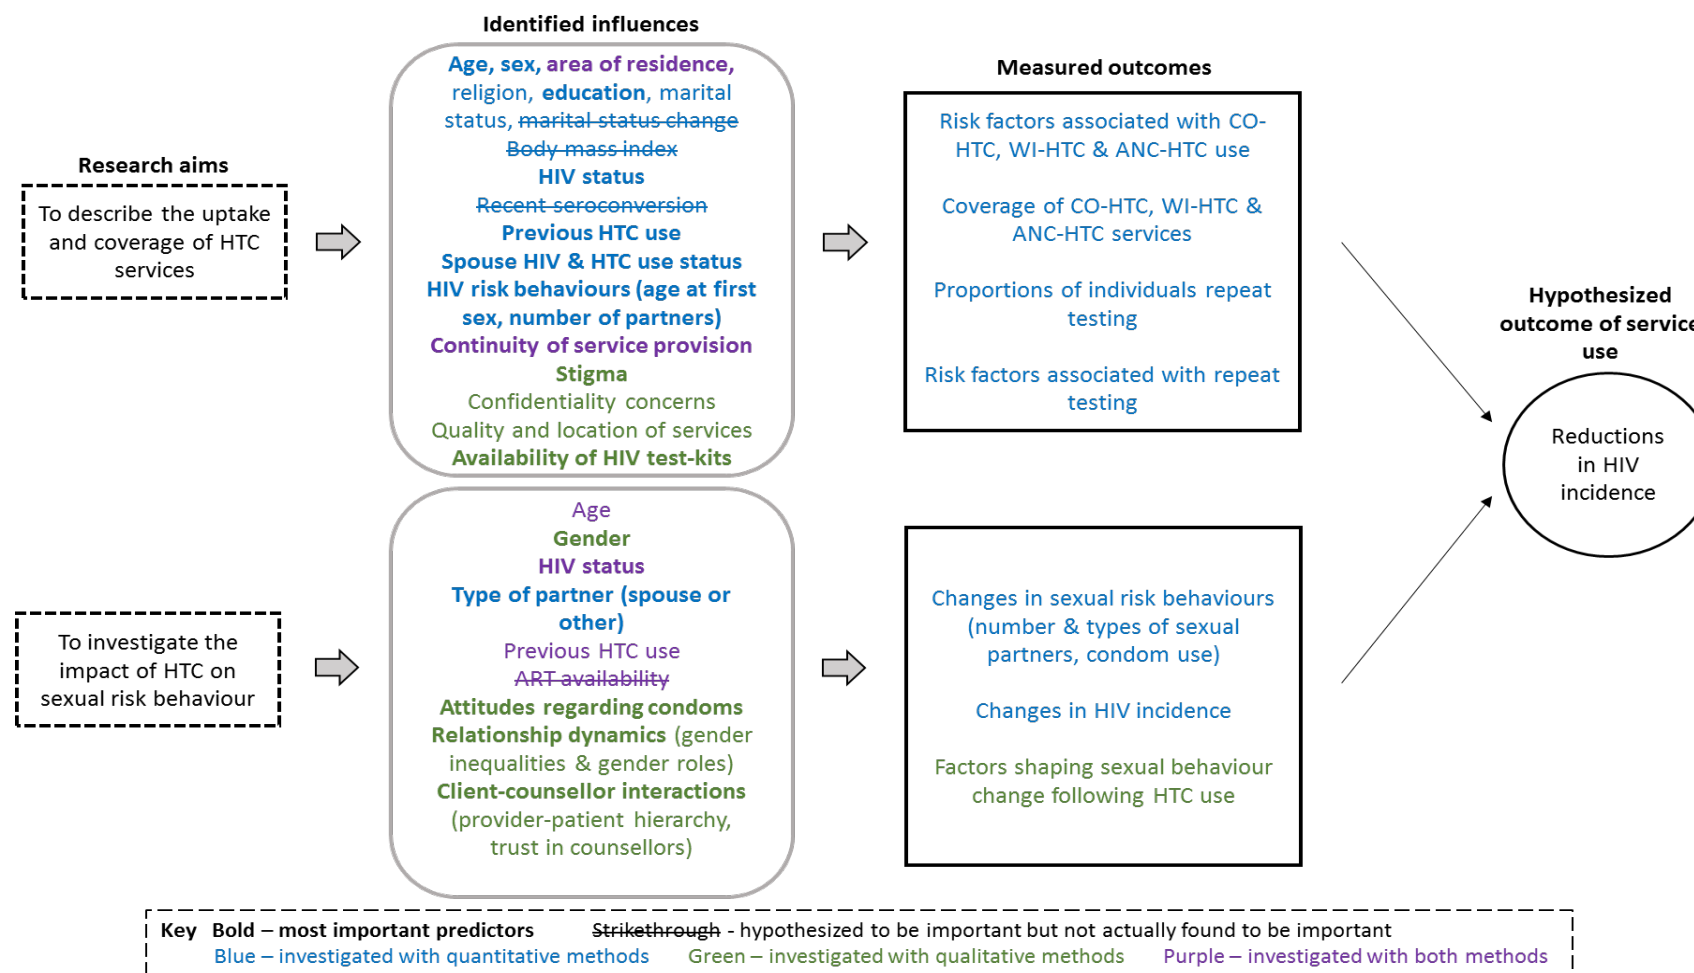 Research aims
To describe the uptake
and coverage of HTC
services
To investigate the
impact of HTC on
sexual risk behaviour
Identified influences
Age, sex, area of residence,
religion, education, marital
status, marital status change
Body mass index
HIV status
Recent seroconversion
Previous HTC use
Spouse HIV & HTC use status
HIV risk behaviours (age at first
sex, number of partners)
Continuity of service provision
Stigma
Confidentiality concerns
Quality and location of services
Availability of HIV test-kits
Age
Gender
HIV status
Type of partner (spouse or
other)
Previous HTC use
ART availability
Attitudes regarding condoms
Relationship dynamics (gender
inequalities & gender roles)
Client-counsellor interactions
(provider-patient hierarchy,
trust in counsellors)
Measured outcomes
Risk factors associated with CO-
HTC, WI-HTC & ANC-HTC use
Coverage of CO-HTC, WI-HTC &
ANC-HTC services
Proportions of individuals repeat
testing
Risk factors associated with repeat
testing
Changes in sexual risk behaviours
(number & types of sexual
partners, condom use)
Changes in HIV incidence
Factors shaping sexual behaviour
change following HTC use
Hypothesized
outcome of service
use
Reductions
in HIV
incidence
Key Bold – most important predictors Strikethrough - hypothesized to be important but not actually found to be important
Blue – investigated with quantitative methods Green – investigated with qualitative methods Purple – investigated with both methods